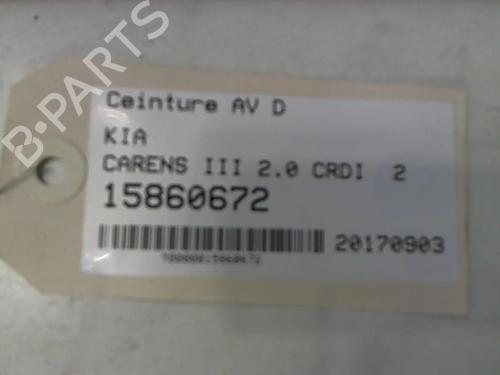 B-PARTS
Ceinture AV D
KIA
CARENS III 2.0 CRDI 2
15860672
20170903